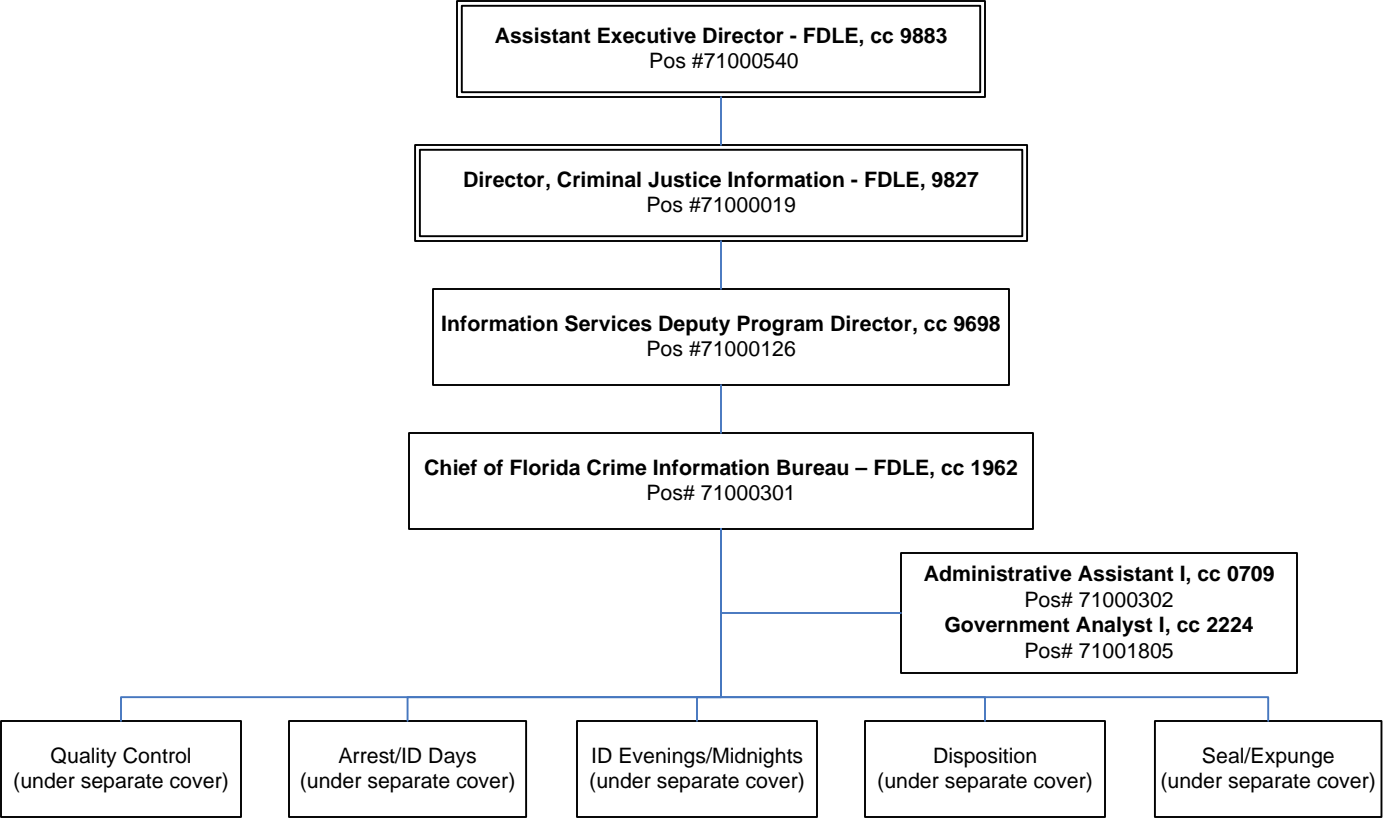 Assistant Executive Director - FDLE, cc 9883
Pos #71000540
Director, Criminal Justice Information - FDLE, 9827
Pos #71000019
Information Services Deputy Program Director, cc 9698
Pos #71000126
Chief of Florida Crime Information Bureau – FDLE, cc 1962
Pos# 71000301
Administrative Assistant I, cc 0709
Pos# 71000302
Government Analyst I, cc 2224
Pos# 71001805
Quality Control
(under separate cover)
Arrest/ID Days
(under separate cover)
ID Evenings/Midnights
(under separate cover)
Disposition
(under separate cover)
Seal/Expunge
(under separate cover)